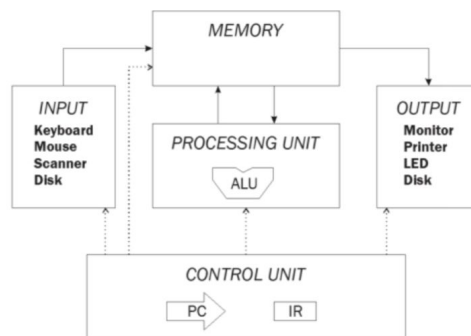 MEMORY
INPUT
Keyboard
Mouse
Scanner
Disk
PROCESSING UNIT
ALU
OUTPUT
Monitor
Printer
LED
Disk
CONTROL UNIT
PC
IR